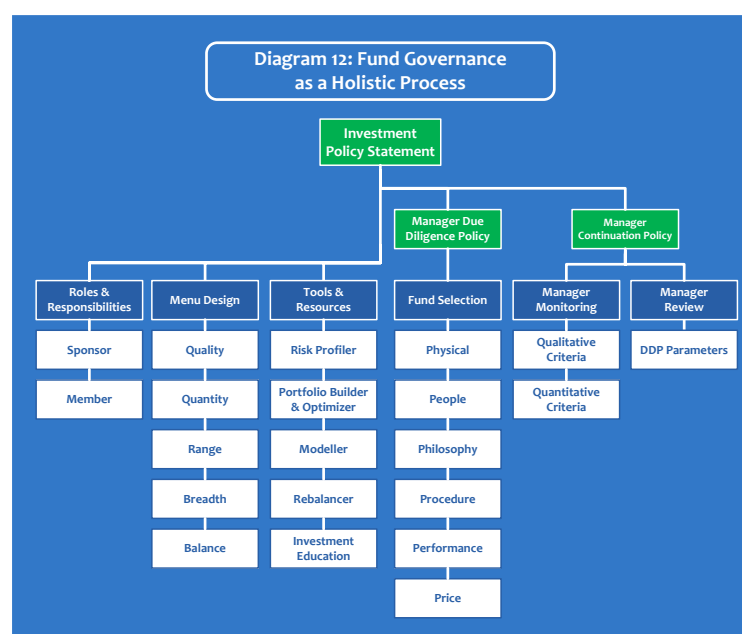 Diagram 12: Fund Governance
as a Holistic Process
Investment
Policy Statement
Manager Due
Diligence Policy
Manager
Continuation Policy
Roles &
Responsibilities
Menu Design
Tools &
Resources
Fund Selection
Manager
Monitoring
Manager
Review
Sponsor
Quality
Risk Profiler
Physical
Qualitative
Criteria
DDP Parameters
Member
Quantity
Portfolio Builder
& Optimizer
People
Quantitative
Criteria
Range
Modeller
Philosophy
Breadth
Rebalancer
Procedure
Balance
Investment
Education
Performance
Price